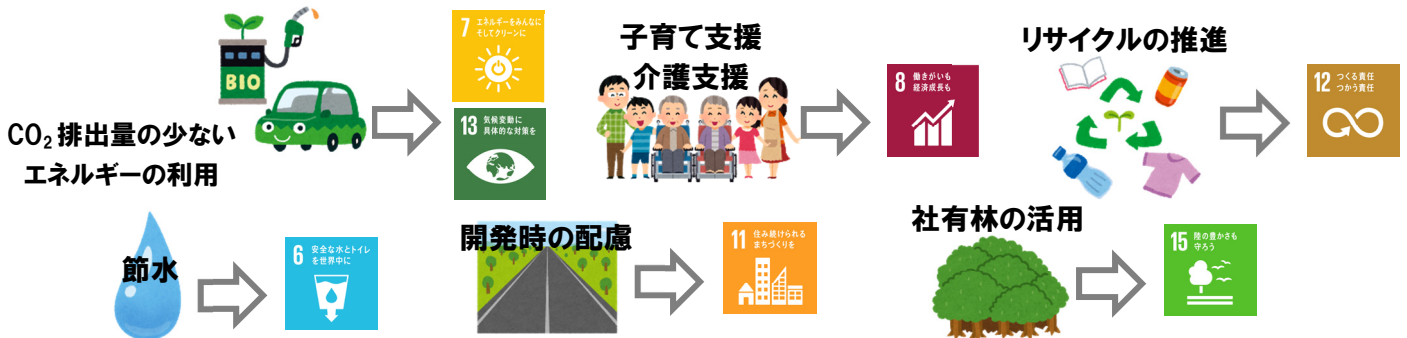 BIO
CO₂排出量の少ない
エネルギーの利用
7 エネルギーをみんなに
そしてクリーンに
13 気候変動に
具体的な対策を
子育て支援
介護支援
8 働きがいも
経済成長も
リサイクルの推進
12 つくる責任
つかう責任
節水
6 安全な水とトイレ
を世界中に
開発時の配慮
11 住み続けられる
まちづくりを
社有林の活用
15 陸の豊かさも
守ろう